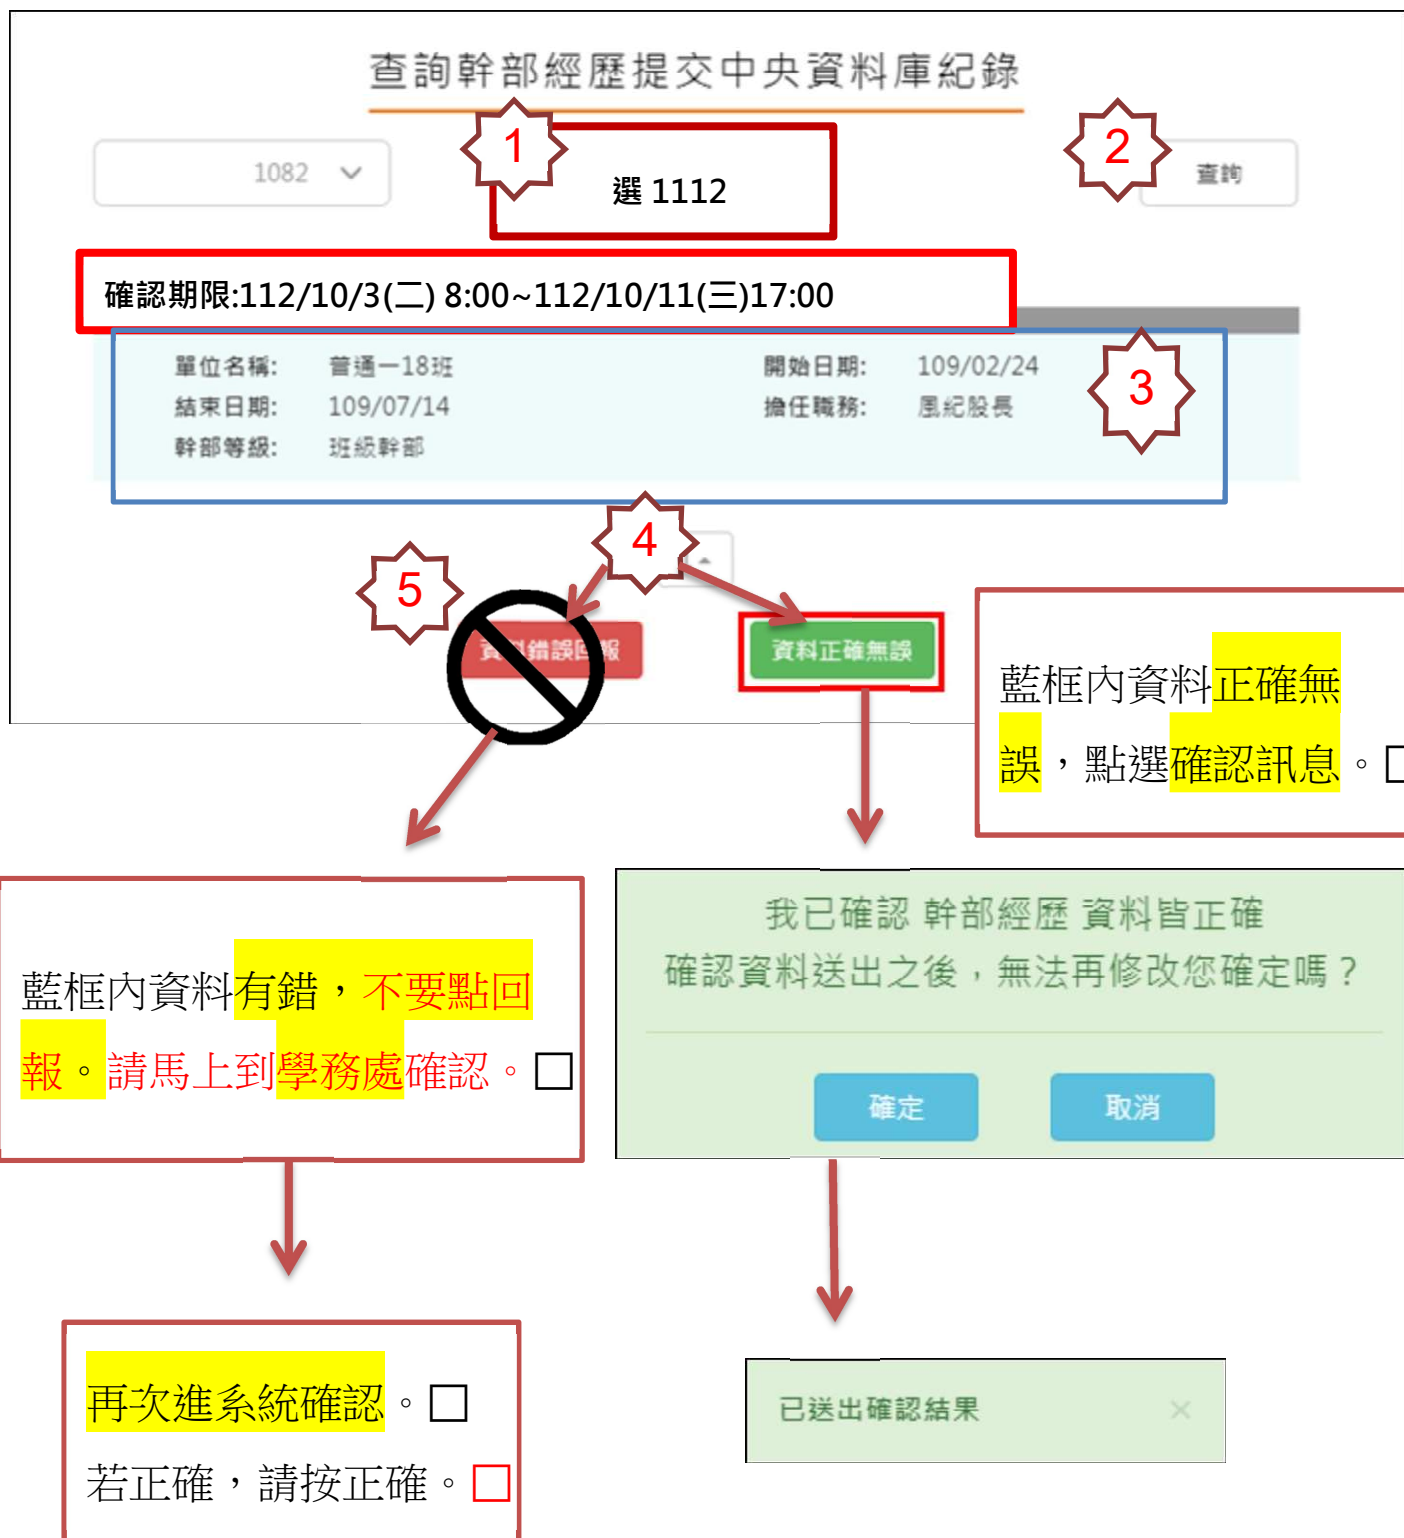 查詢幹部經歷提交中央資料庫紀錄
1
2
1082
選 1112
查詢
確認期限:112/10/3(二) 8:00~112/10/11(三)17:00
單位名稱: 普通一18班 開始日期: 109/02/24
結束日期: 109/07/14 擔任職務: 風紀股長
幹部等級: 班級幹部
3
4
5
資料錯誤回報
資料正確無誤
藍框內資料正確無
誤，點選確認訊息。□
藍框內資料有錯，不要點回
報。請馬上到學務處確認。□
我已確認 幹部經歷 資料皆正確
確認資料送出之後，無法再修改您確定嗎？
確定 取消
再次進系統確認。□
若正確，請按正確。□
已送出確認結果 ×